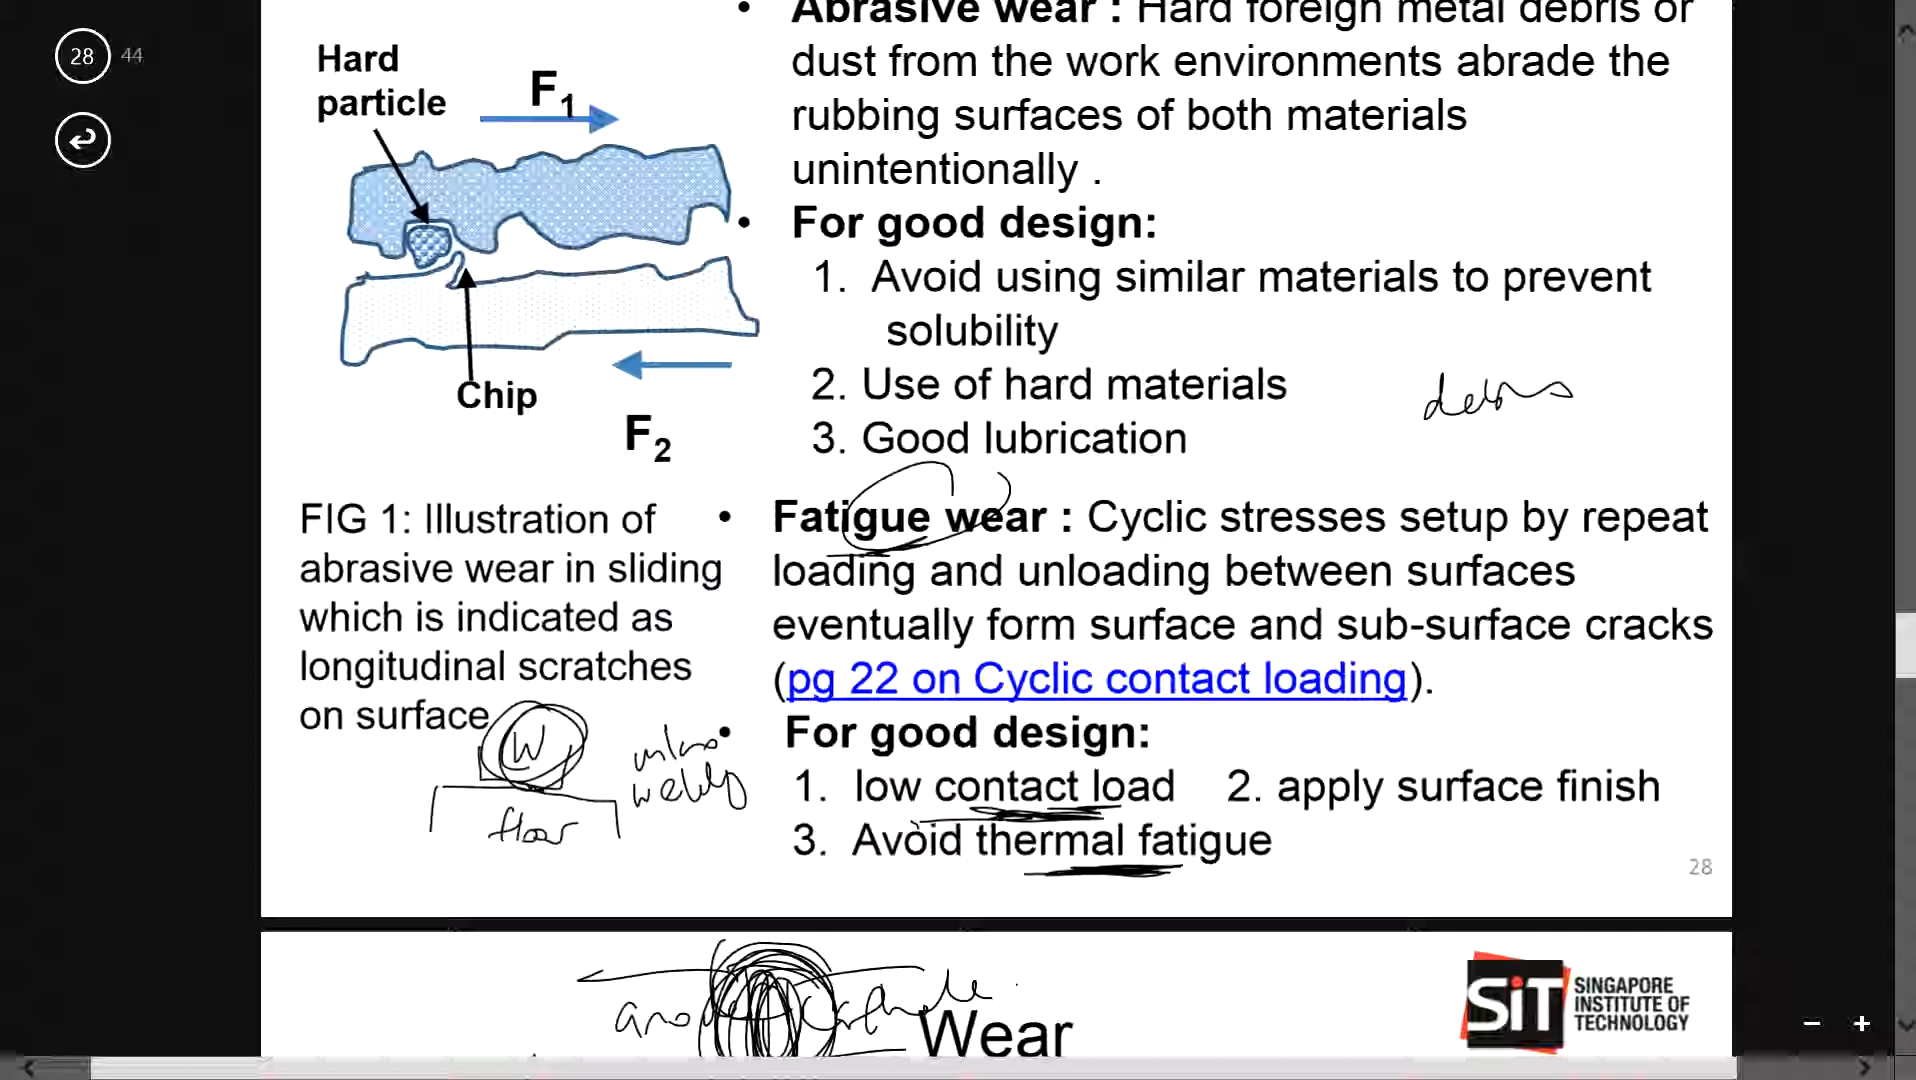 28 44
Hard
particle
F1
Chip
F2
FIG 1: Illustration of
abrasive wear in sliding
which is indicated as
longitudinal scratches
on surface
W
floor
• Abrasive wear : Hard foreign metal debris or
dust from the work environments abrade the
rubbing surfaces of both materials
unintentionally .
• For good design:
1. Avoid using similar materials to prevent
solubility
2. Use of hard materials
3. Good lubrication
debris
• Fatigue wear : Cyclic stresses setup by repeat
loading and unloading between surfaces
eventually form surface and sub-surface cracks
(pg 22 on Cyclic contact loading).
• For good design:
1. low contact load 2. apply surface finish
3. Avoid thermal fatigue
28
anode cathode
Wear
SiT SINGAPORE
INSTITUTE OF
TECHNOLOGY